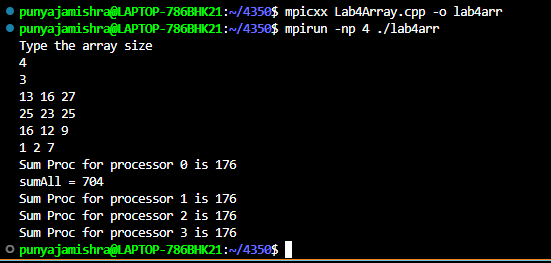 punyajamishra@LAPTOP-786BHK21:~/4350$ mpicxx Lab4Array.cpp -o lab4arr
punyajamishra@LAPTOP-786BHK21:~/4350$ mpirun -np 4 ./lab4arr
Type the array size
4
3
13 16 27
25 23 25
16 12 9
1 2 7
Sum Proc for processor 0 is 176
sumAll = 704
Sum Proc for processor 1 is 176
Sum Proc for processor 2 is 176
Sum Proc for processor 3 is 176
punyajamishra@LAPTOP-786BHK21:~/4350$